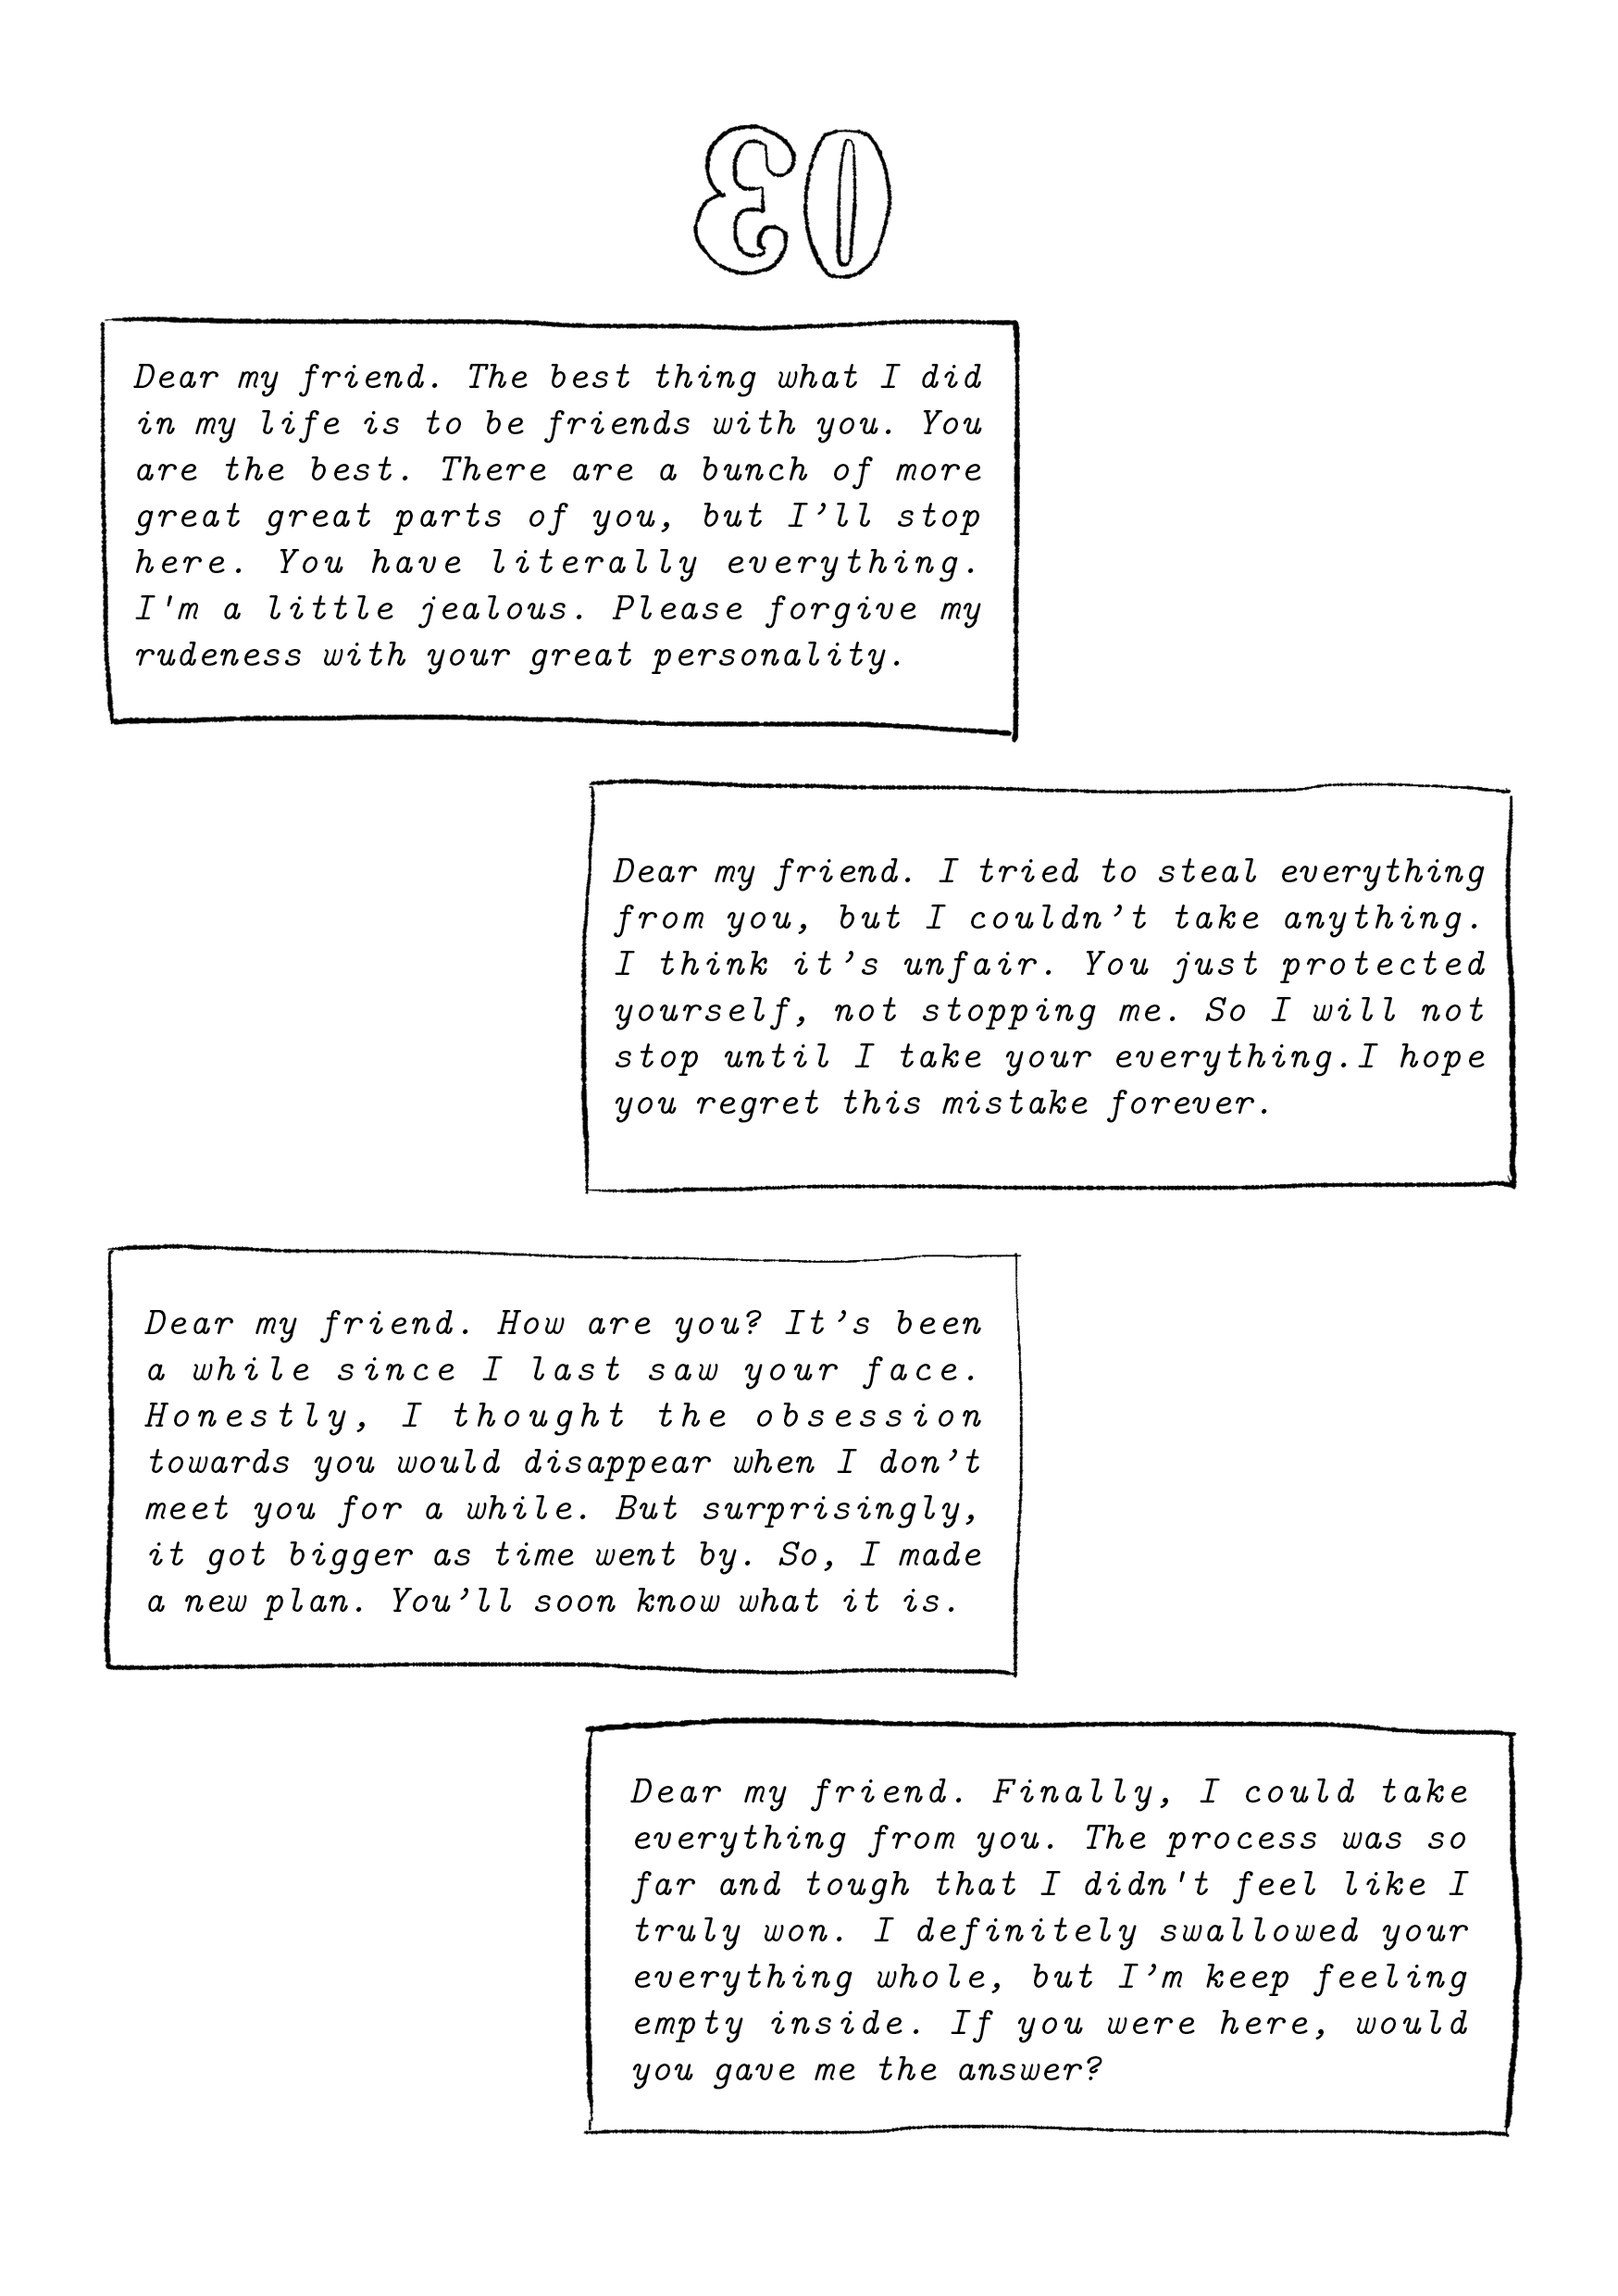 EO
Dear my friend. The best thing what I did
in my life is to be friends with you. You
are the best. There are a bunch of more
great great parts of you, but I’ll stop
here. You have literally everything.
I'm a little jealous. Please forgive my
rudeness with your great personality.
Dear my friend. I tried to steal everything
from you, but I couldn’t take anything.
I think it’s unfair. You just protected
yourself, not stopping me. So I will not
stop until I take your everything.I hope
you regret this mistake forever.
Dear my friend. How are you? It’s been
a while since I last saw your face.
Honestly, I thought the obsession
towards you would disappear when I don’t
meet you for a while. But surprisingly,
it got bigger as time went by. So, I made
a new plan. You’ll soon know what it is.
Dear my friend. Finally, I could take
everything from you. The process was so
far and tough that I didn't feel like I
truly won. I definitely swallowed your
everything whole, but I’m keep feeling
empty inside. If you were here, would
you gave me the answer?